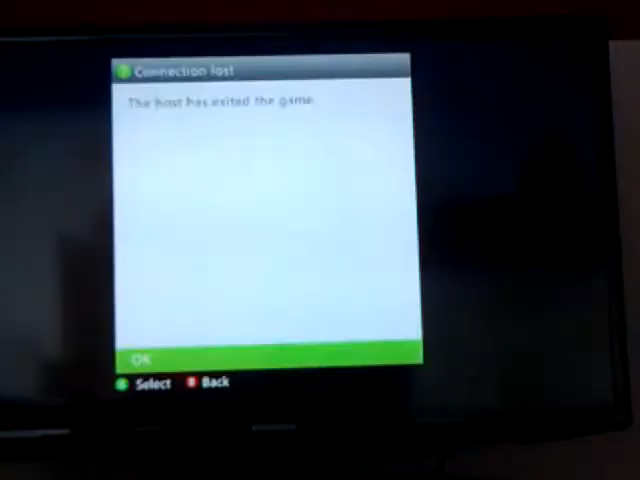 Connection lost
The host has exited the game.
OK
Select Back